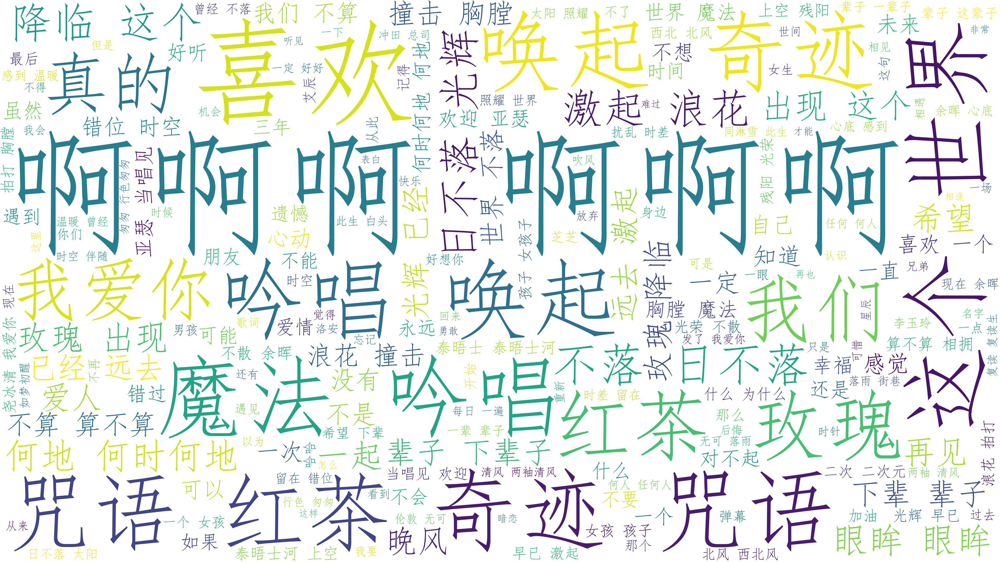 降临 这个
曾经 不落
我们 不算
撞击 胸膛
太阳 照耀
不了
世界 魔法
上空 残阳
辈子 一辈子
辈子 这辈子
未来
非常
但是
好听
一下
听见
冲田 总司
喜欢
唤起 奇迹
西北 北风
世间
相见
最后
真的
感到 温暖
不得
一定 好好
艾辰
记得
何时何地 何地
光辉 日不落
不想
时间
女生
这句
这个 世界
虽然
机会
错位 时空
三年
从此
照耀 世界
欢迎 亚瑟
激起 浪花
难过
出现 这个
相遇
余晖 心底
我会
拍打 胸膛
扰乱 时差
同淋雪 此生
才能
心底 感到
啊啊啊 啊啊啊
匆匆 行色匆匆
亚瑟 当唱见
表白
快乐
世界 不落
吹风
残阳 光荣
一场
相逢
遇到
温暖 曾经
你们
时候
遗憾
此生 白头
光辉 已经
放弃
远去 激起
身边
自己
任何 何人
希望
这里
心动
孩子 女孩子
芝芝
喜欢 一个
时空 伴随
朋友
不能
好想你
玫瑰 降临
可是
知道
认识
我爱你
吟唱 唤起
时空
一定
一眼
再也
一直
兄弟
我们
现在
现在 余晖
星辰
胸膛 魔法
觉得
歌词
爱情
洛安
永远
回来
勇敢
名字
李玉玲
一点
复读 复读生
我爱你 我爱你
玫瑰 出现
男孩
可能
忘记
光荣 不散
发了 我爱你
只是
可惜
算不算 相拥
泰晤士 泰晤士河
不散 余晖
浪花 撞击
不落 日不落
幸福
感觉
已经 远去
不再
尧冰清
如梦初醒
魔法 吟唱
还有
没有
开始
重新
落雨 街巷
爱人
错过
遇见
不是
每日 一遍
时差 留在
什么 为什么
还是
红茶 玫瑰
不算 算不算
希望 下辈
一辈 辈子
那么
后悔
时针
浪花 拍打
何地 何时何地
以为
一次
哈哈
怎么
一起
辈子 下辈子
无可 落雨
对不起
再见
什么
咒语 红茶
可以
留在 错位
当唱见 欢迎
清风 两袖清风
二次 二次元
两袖 清风
何人 任何人
看到
不会
奇迹 咒语
不要
下辈 辈子
行色 匆匆
这样
从来
一个 女孩
伦敦 无可
暗恋
一个
弹幕
加油
光辉 早已
过去
如果
晚风
女孩 孩子
那个
眼眸 眼眸
日不落 太阳
泰晤士河 上空
我要
早已 激起
北风 西北风